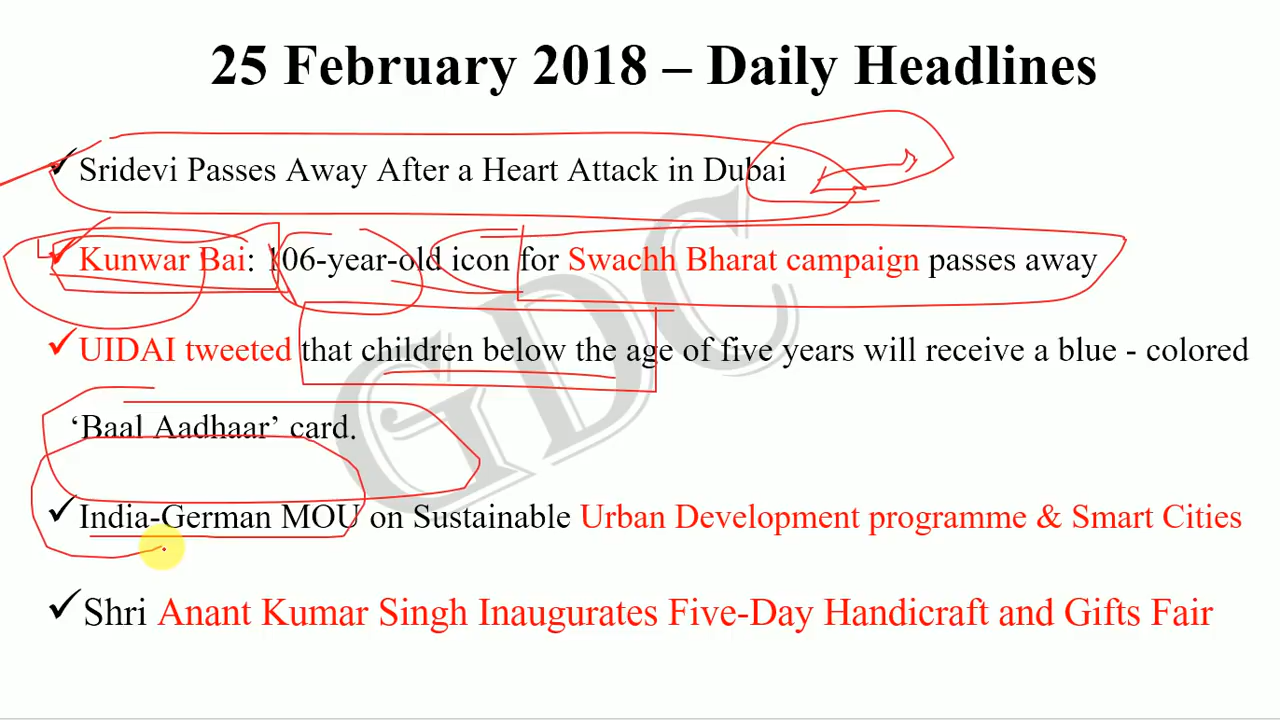 25 February 2018 – Daily Headlines
✓Sridevi Passes Away After a Heart Attack in Dubai
✓Kunwar Bai: 106-year-old icon for Swachh Bharat campaign passes away
✓UIDAI tweeted that children below the age of five years will receive a blue - colored
‘Baal Aadhaar’ card.
✓India-German MOU on Sustainable Urban Development programme & Smart Cities
✓Shri Anant Kumar Singh Inaugurates Five-Day Handicraft and Gifts Fair
GDC